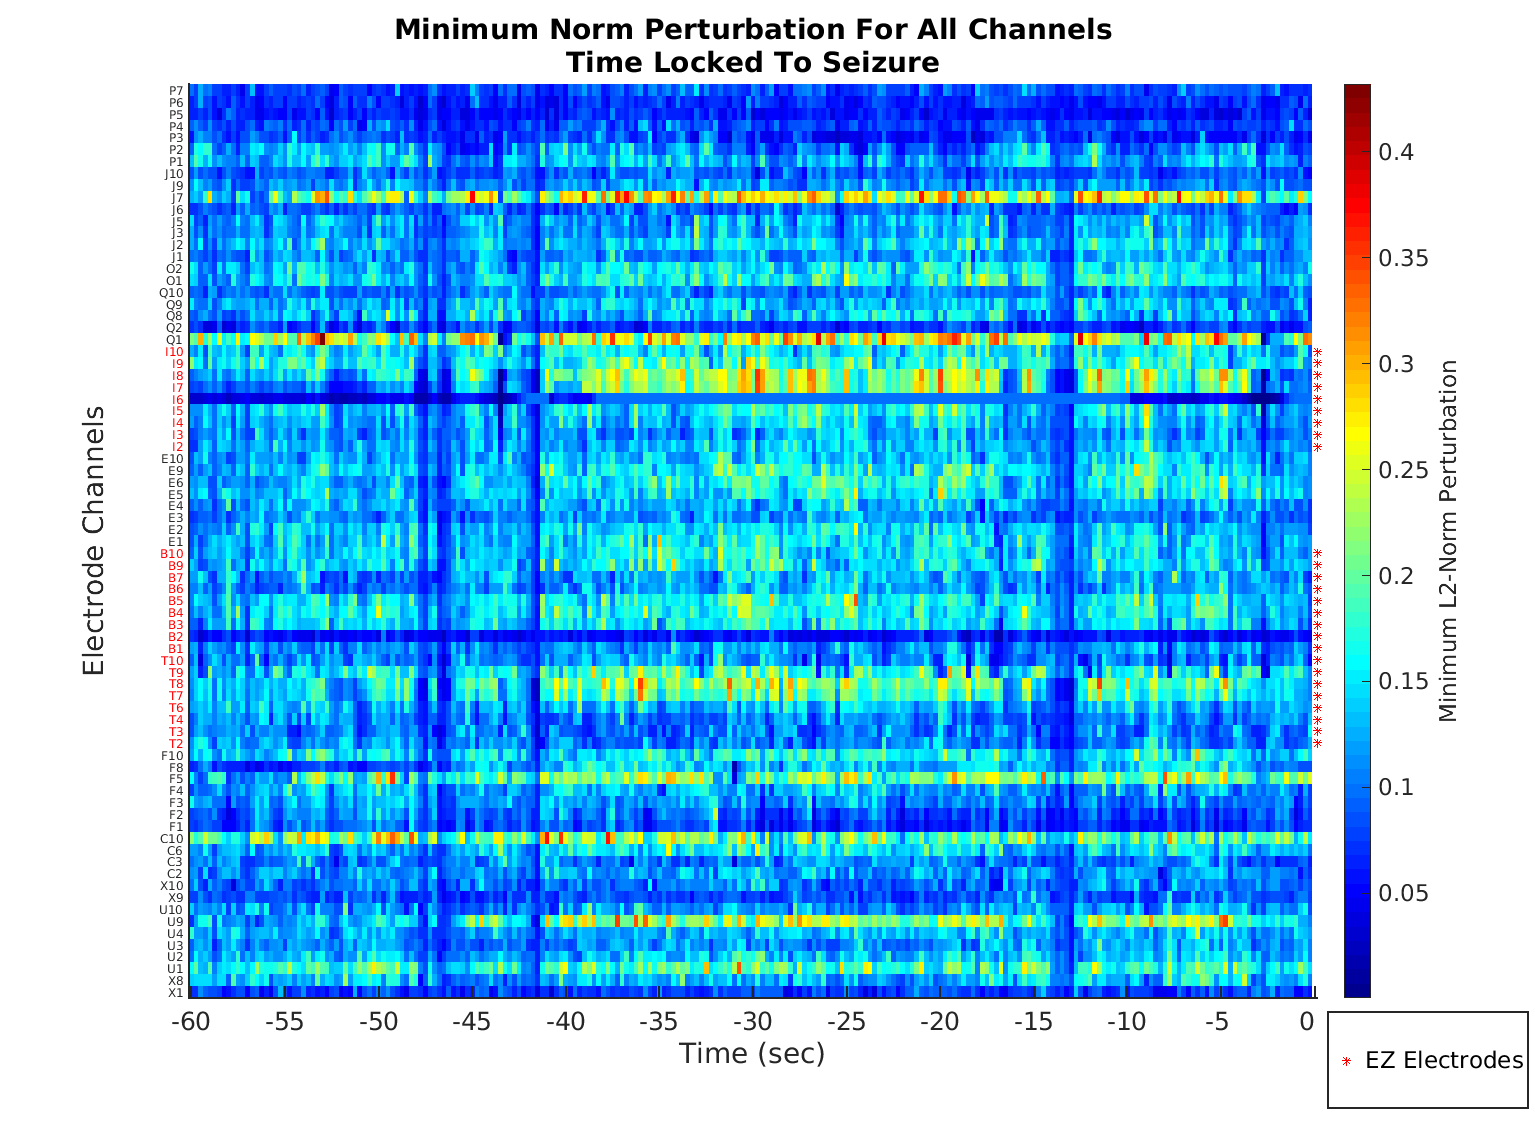 Minimum Norm Perturbation For All Channels
Time Locked To Seizure
Electrode Channels
P7
P6
P5
P4
P3
P2
P1
J10
J9
J7
J6
J5
J3
J2
J1
O2
O1
Q10
Q9
Q8
Q2
Q1
I10
I9
I8
I7
I6
I5
I4
I3
I2
E10
E9
E6
E5
E4
E3
E2
E1
B10
B9
B7
B6
B5
B4
B3
B2
B1
T10
T9
T8
T7
T6
T4
T3
T2
F10
F8
F5
F4
F3
F2
F1
C10
C6
C3
C2
X10
X9
U10
U9
U4
U3
U2
U1
X8
X1
-60 -55 -50 -45 -40 -35 -30 -25 -20 -15 -10 -5 0
Time (sec)
0.4
0.35
0.3
0.25
0.2
0.15
0.1
0.05
Minimum L2-Norm Perturbation
EZ Electrodes